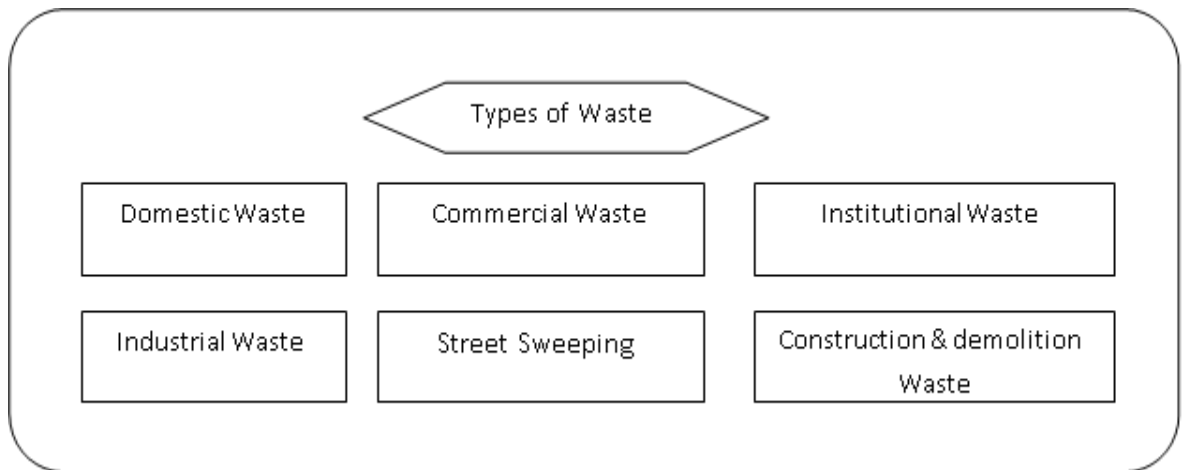 Types of Waste
Domestic Waste
Commercial Waste
Institutional Waste
Industrial Waste
Street Sweeping
Construction & demolition
Waste